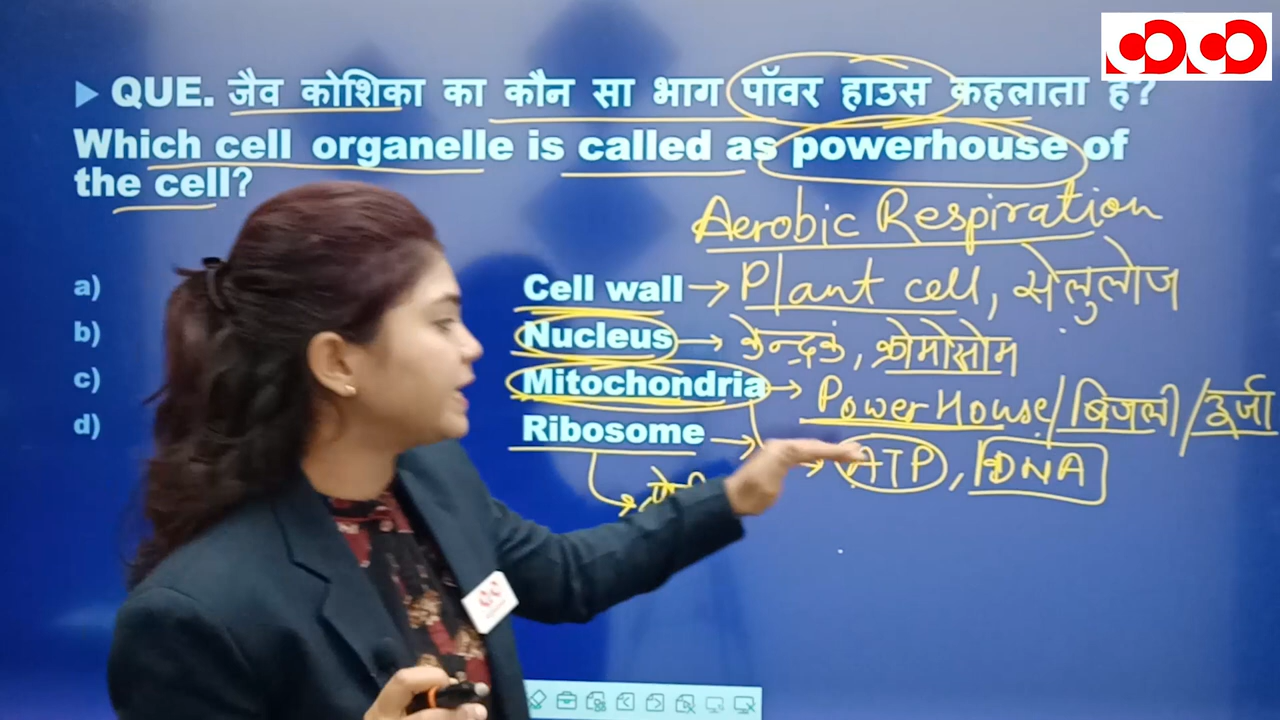 QUE. जैव कोशिका का कौन सा भाग पॉवर हाउस कहलाता है?
Which cell organelle is called as powerhouse of
the cell?
Aerobic Respiration
a) Cell wall → Plant cell, सेलुलोज
b) Nucleus → केन्द्रक, क्रोमोसोम
c) Mitochondria → Power House / बिजली / ऊर्जा
d) Ribosome →
ATP, DNA